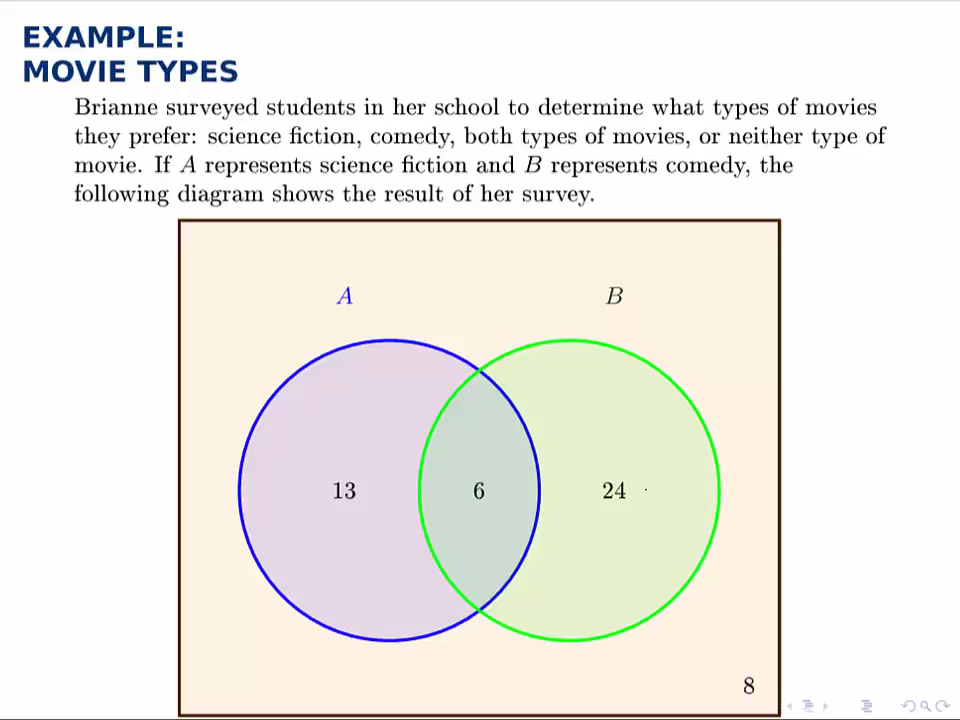 EXAMPLE:
MOVIE TYPES
Brianne surveyed students in her school to determine what types of movies
they prefer: science fiction, comedy, both types of movies, or neither type of
movie. If A represents science fiction and B represents comedy, the
following diagram shows the result of her survey.
A B
13 6 24
8